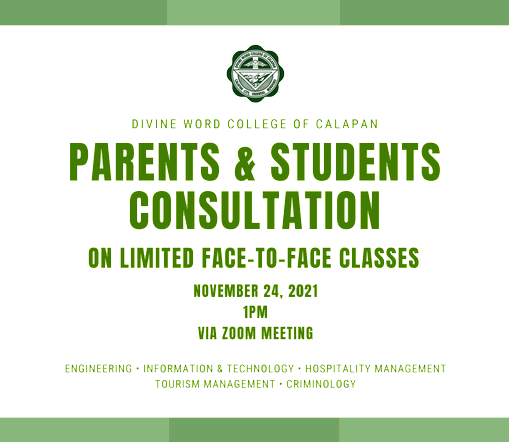 DIVINE WORD COLLEGE OF CALAPAN
PARENTS & STUDENTS
CONSULTATION
ON LIMITED FACE-TO-FACE CLASSES
NOVEMBER 24, 2021
1PM
VIA ZOOM MEETING
ENGINEERING • INFORMATION & TECHNOLOGY • HOSPITALITY MANAGEMENT
TOURISM MANAGEMENT • CRIMINOLOGY